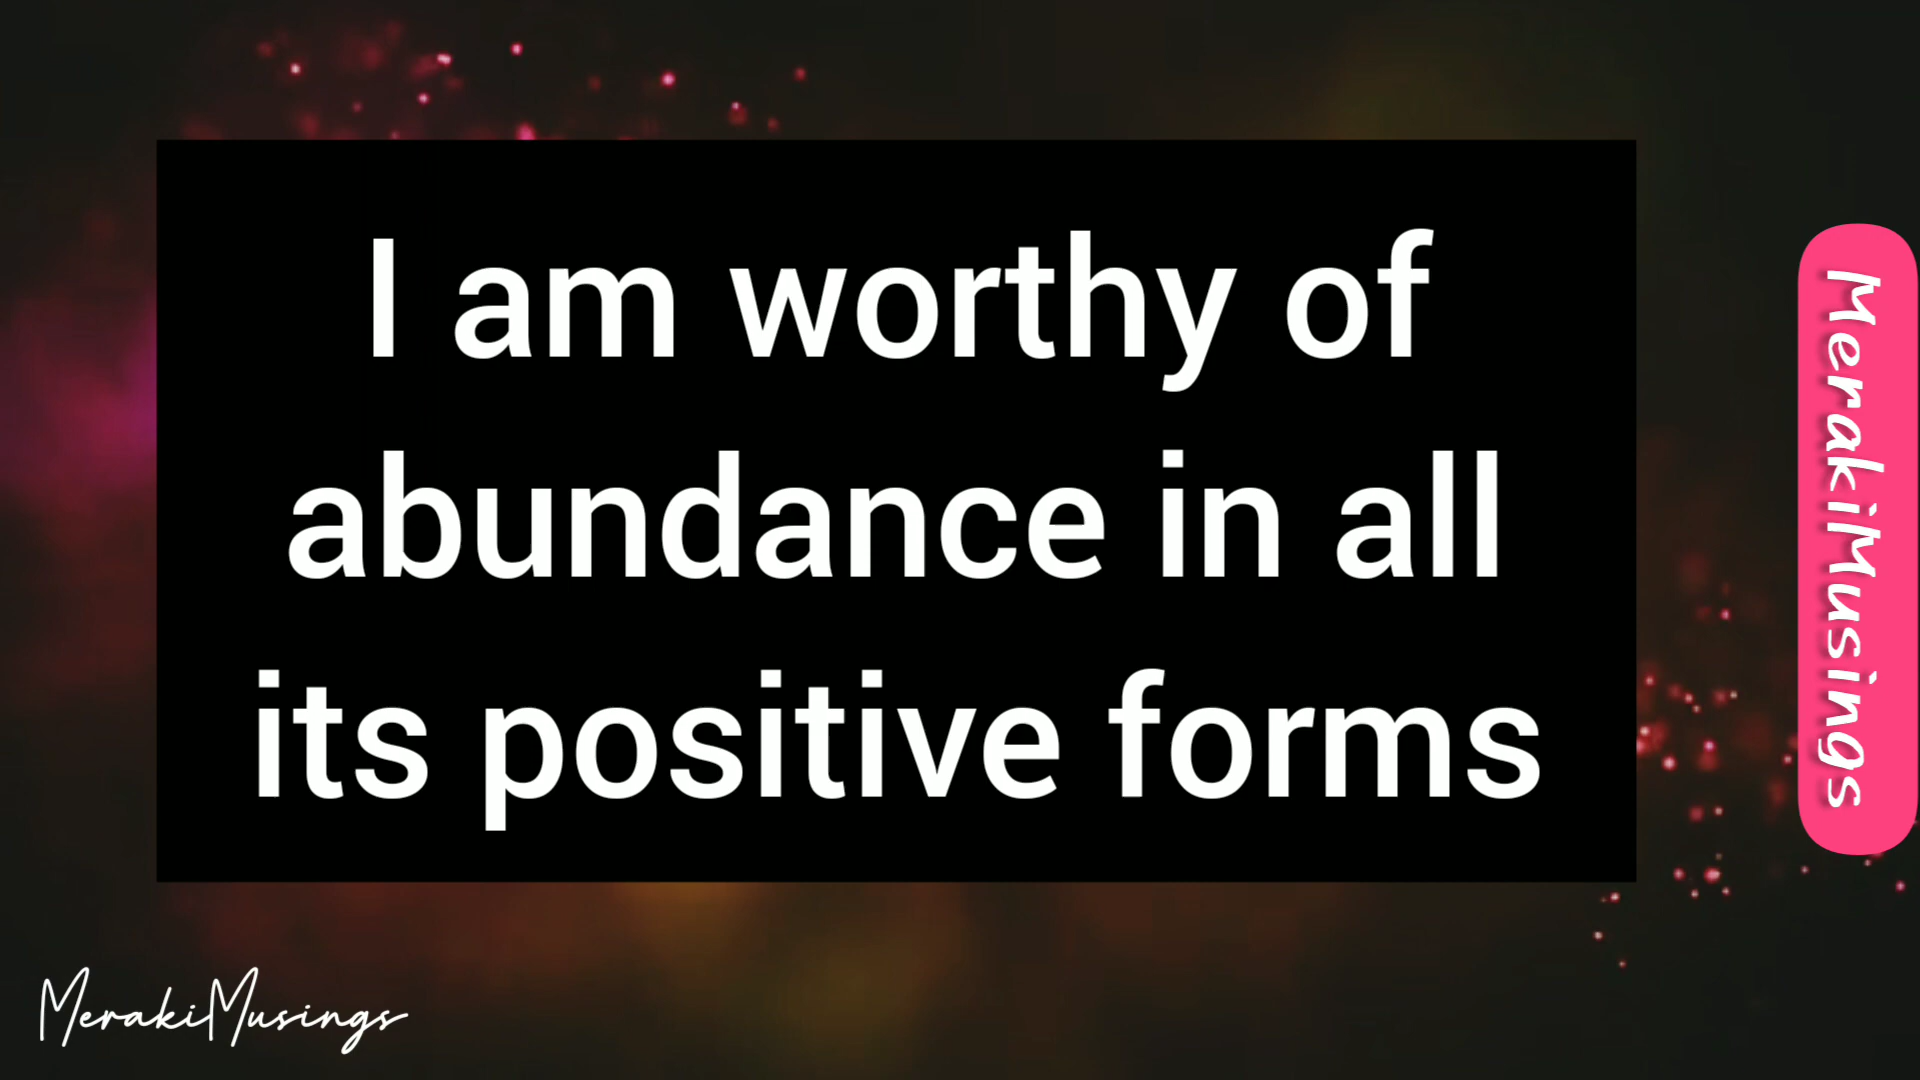 I am worthy of
abundance in all
its positive forms
MerakiMusings
MerakiMusings